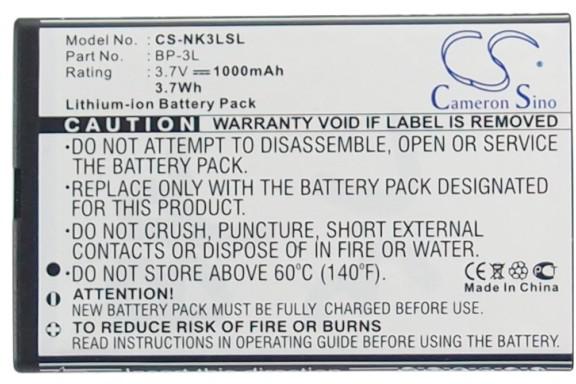 Model No. : CS-NK3LSL
Part No. : BP-3L
Rating : 3.7V 1000mAh
3.7Wh
Lithium-ion Battery Pack
CS
Cameron Sino
CAUTION WARRANTY VOID IF LABEL IS REMOVED
•DO NOT ATTEMPT TO DISASSEMBLE, OPEN OR SERVICE
THE BATTERY PACK.
•REPLACE ONLY WITH THE BATTERY PACK DESIGNATED
FOR THIS PRODUCT.
•DO NOT CRUSH, PUNCTURE, SHORT EXTERNAL
CONTACTS OR DISPOSE OF IN FIRE OR WATER.
•DO NOT STORE ABOVE 60°C (140°F).
CE
Made In China
ATTENTION!
NEW BATTERY PACK MUST BE FULLY CHARGED BEFORE USE.
TO REDUCE RISK OF FIRE OR BURNS
READ INSTRUCTIONS IN OPERATING BOOKLET BEFORE USING.
Insert this direction